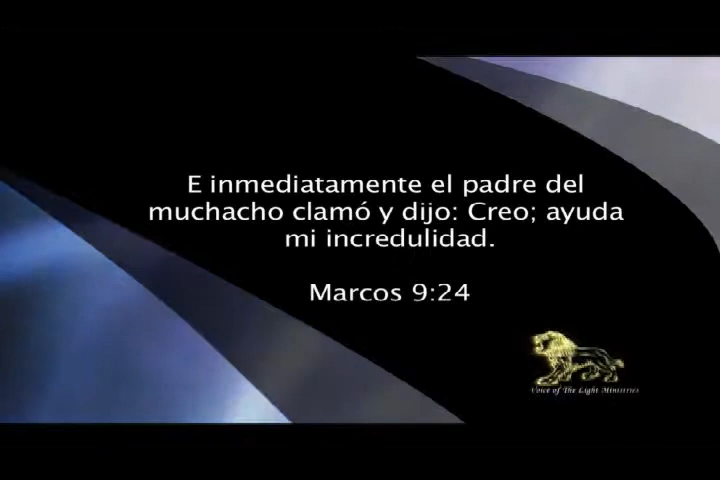 E inmediatamente el padre del
muchacho clamó y dijo: Creo; ayuda
mi incredulidad.
Marcos 9:24
Voice of The Light Ministries